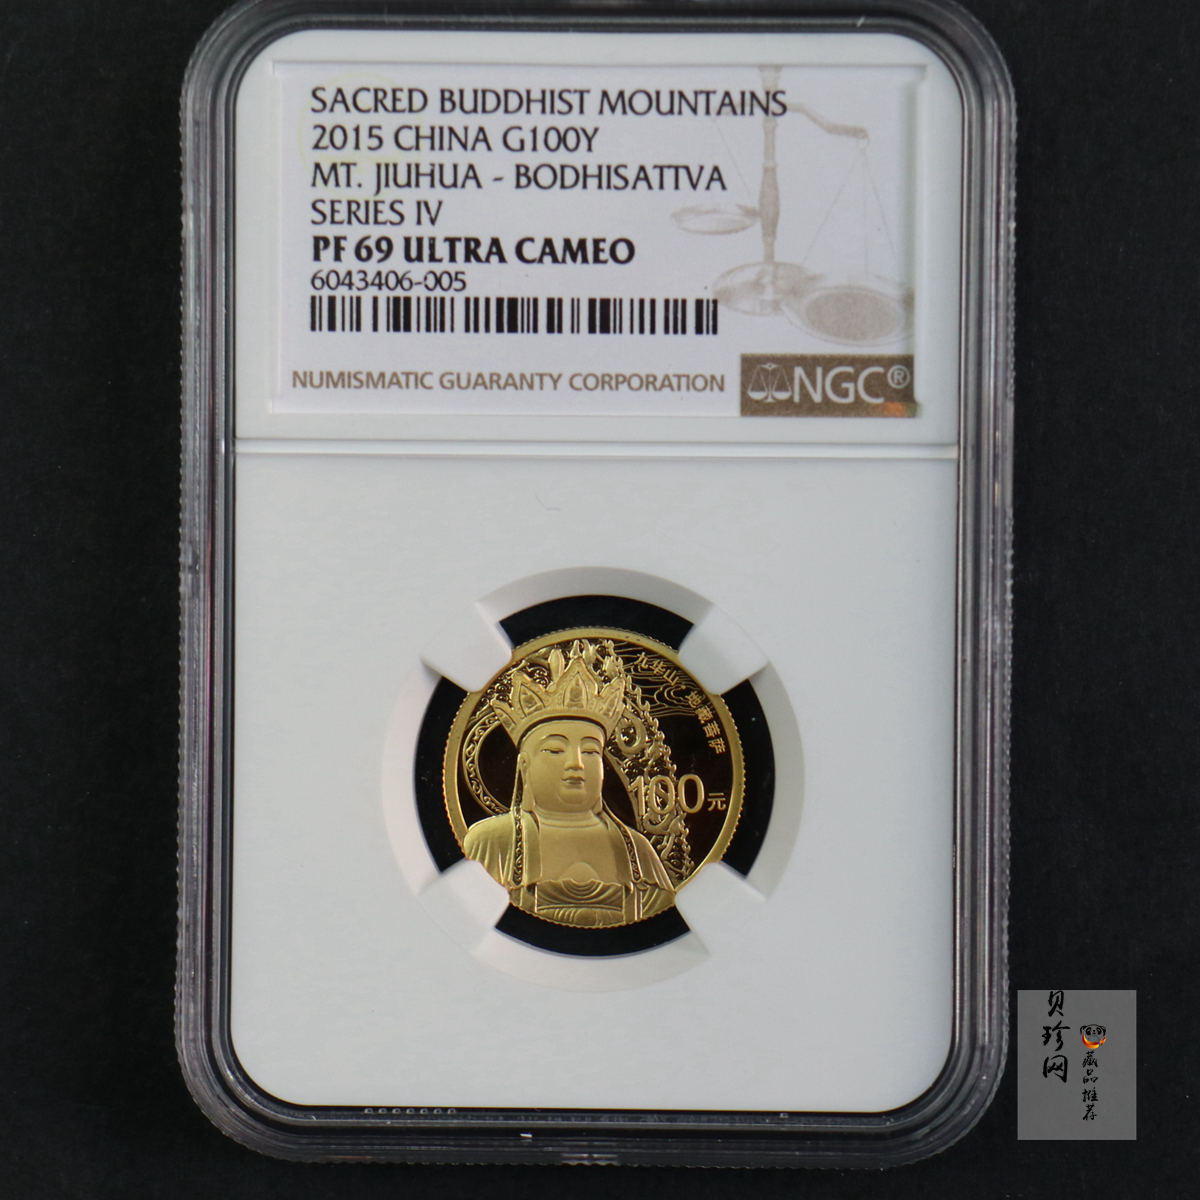 SACRED BUDDHIST MOUNTAINS
2015 CHINA G100Y
MT. JIUHUA - BODHISATTVA
SERIES IV
PF 69 ULTRA CAMEO
6043406-005
NUMISMATIC GUARANTY CORPORATION
NGC®
九华山 地藏菩萨
100元
贝珍网
藏品推荐